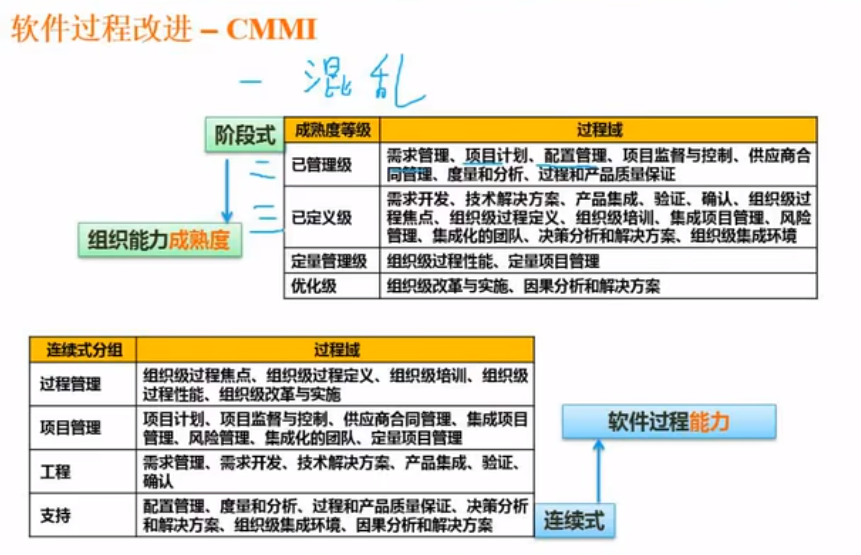 软件过程改进 – CMMI
一 混乱
阶段式
成熟度等级 过程域
二 已管理级 需求管理、项目计划、配置管理、项目监督与控制、供应商合
同管理、度量和分析、过程和产品质量保证
三 已定义级 需求开发、技术解决方案、产品集成、验证、确认、组织级过
程焦点、组织级过程定义、组织级培训、集成项目管理、风险
管理、集成化的团队、决策分析和解决方案、组织级集成环境
组织能力成熟度
定量管理级 组织级过程性能、定量项目管理
优化级 组织级改革与实施、因果分析和解决方案
连续式分组 过程域
过程管理 组织级过程焦点、组织级过程定义、组织级培训、组织级
过程性能、组织级改革与实施
项目管理 项目计划、项目监督与控制、供应商合同管理、集成项目
管理、风险管理、集成化的团队、定量项目管理
工程 需求管理、需求开发、技术解决方案、产品集成、验证、
确认
支持 配置管理、度量和分析、过程和产品质量保证、决策分析
和解决方案、组织级集成环境、因果分析和解决方案
软件过程能力
连续式